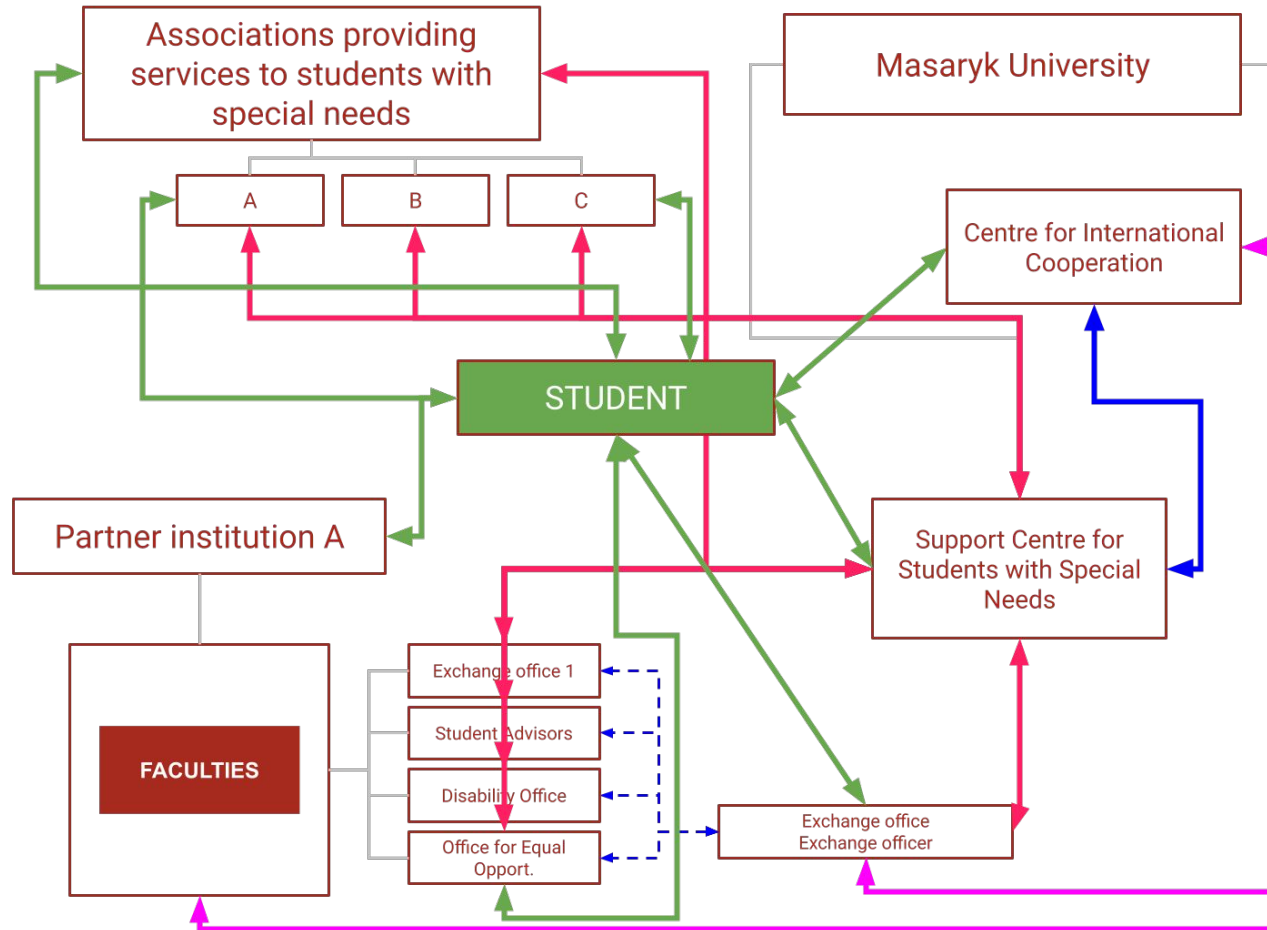 Associations providing
services to students with
special needs
Masaryk University
A
B
C
Centre for International
Cooperation
STUDENT
Partner institution A
Support Centre for
Students with Special
Needs
Exchange office 1
Student Advisors
FACULTIES
Disability Office
Office for Equal
Opport.
Exchange office
Exchange officer